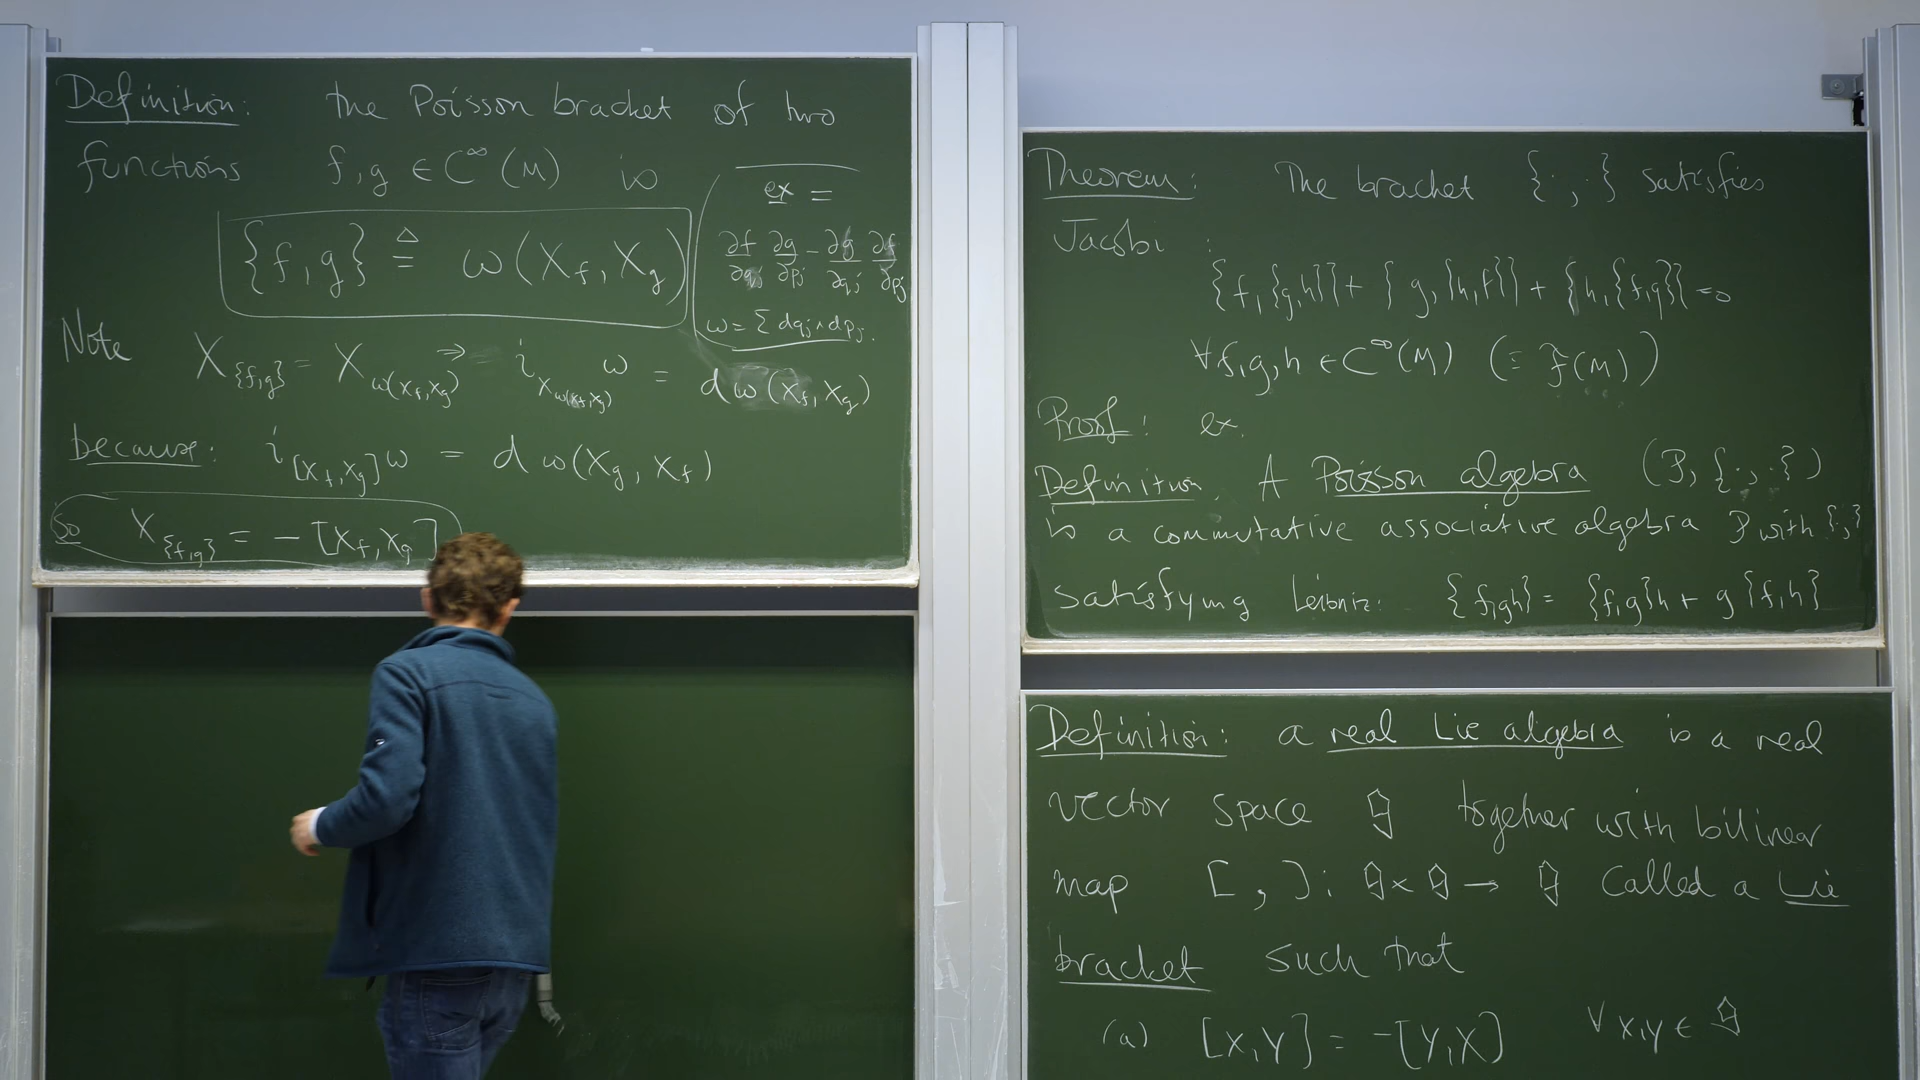 Definition: the Poisson bracket of two
functions f,g ∈ C^∞(M) is
{f,g} ≜ ω(X_f, X_g)
ex =
∂f/∂q_j ∂g/∂p_j − ∂g/∂q_j ∂f/∂p_j
ω = Σ dq_j ∧ dp_j.
Note X_{f,g} = X_ω(X_f,X_g) ⇒ i_X_ω(X_f,X_g) ω = dω(X_f, X_g)
because: i_[X_f,X_g] ω = d ω(X_g, X_f)
So X_{f,g} = −[X_f,X_g]
Theorem: The bracket {·,·} satisfies
Jacobi:
{f,{g,h}} + {g,{h,f}} + {h,{f,g}} = 0
∀ f,g,h ∈ C^∞(M) (≡ F(M))
Proof: ex.
Definition. A Poisson algebra (P, {·,·})
is a commutative associative algebra P with {·,·}
satisfying Leibniz: {f,gh} = {f,g}h + g{f,h}
Definition: a real Lie algebra is a real
vector space g together with bilinear
map [ , ]: g × g → g called a Lie
bracket such that
(a) [X,Y] = −[Y,X] ∀ X,Y ∈ g